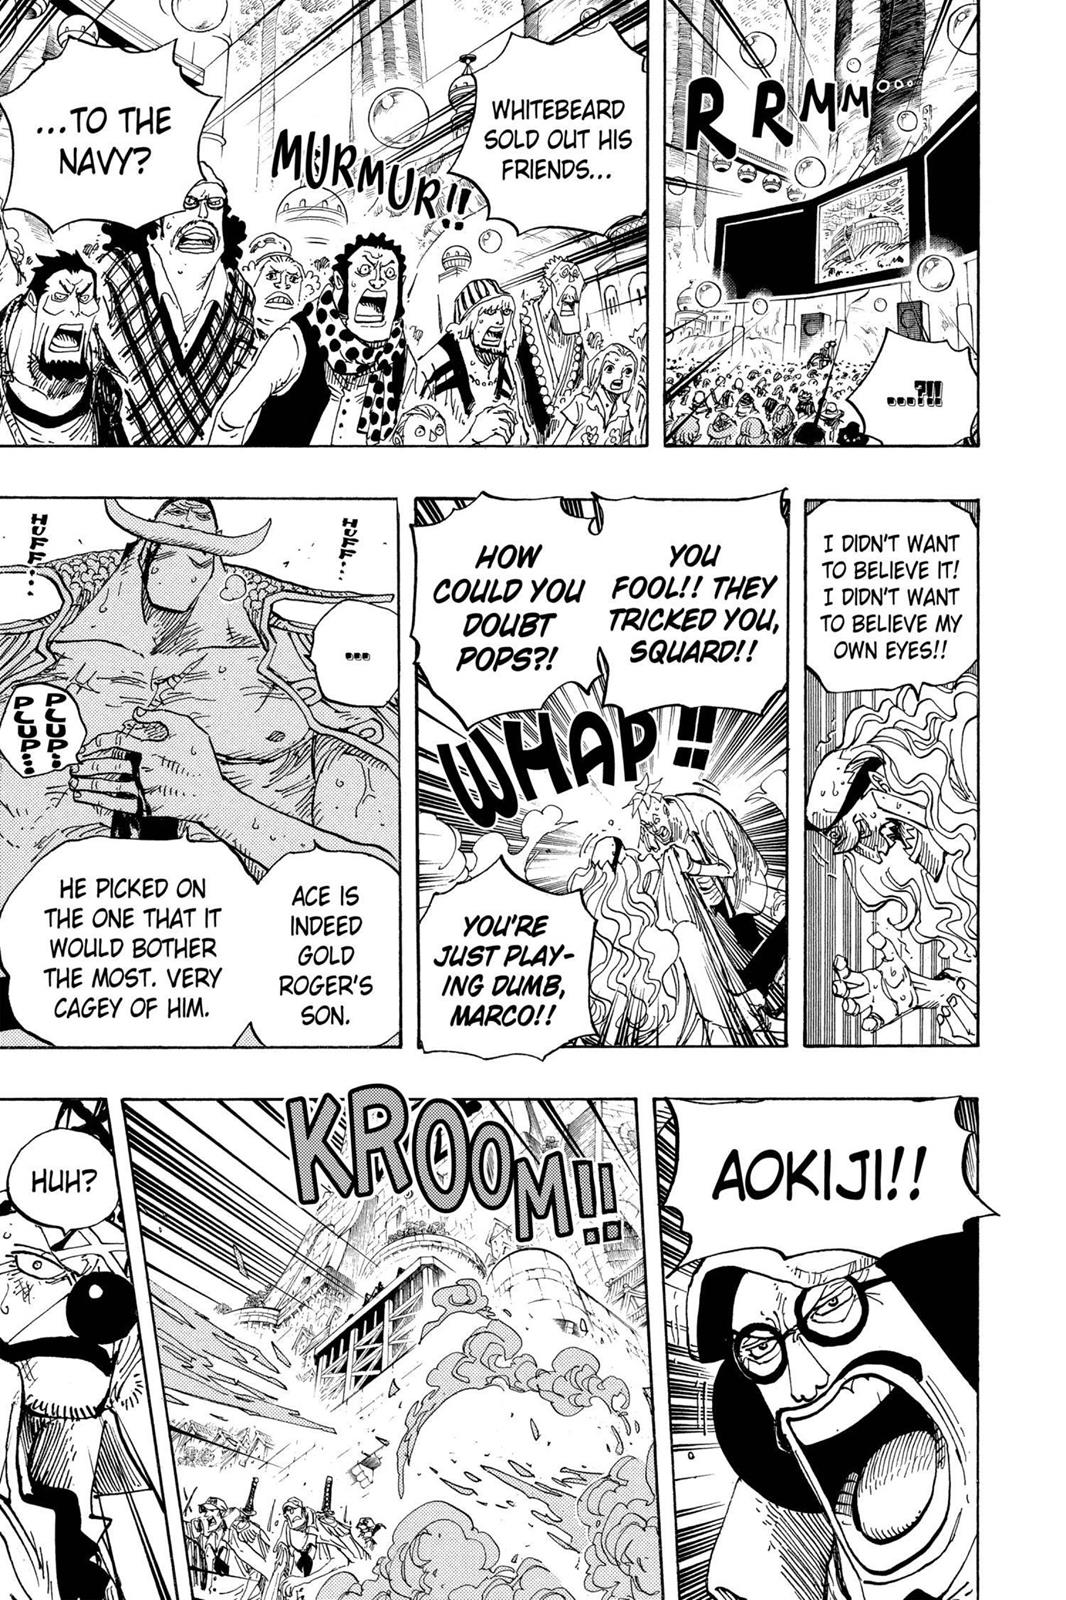 RRMM...
...?!!
WHITEBEARD
SOLD OUT HIS
FRIENDS...
MURMUR!!
...TO THE
NAVY?
I DIDN'T WANT
TO BELIEVE IT!
I DIDN'T WANT
TO BELIEVE MY
OWN EYES!!
YOU
FOOL!! THEY
TRICKED YOU,
SQUARD!!
HOW
COULD YOU
DOUBT
POPS?!
WHAP!!
YOU'RE
JUST PLAY-
ING DUMB,
MARCO!!
HUFF...
HUFF...
...
PLUP...
PLUP...
ACE IS
INDEED
GOLD
ROGER'S
SON.
HE PICKED ON
THE ONE THAT IT
WOULD BOTHER
THE MOST. VERY
CAGEY OF HIM.
AOKIJI!!
KROOM!!
HUH?